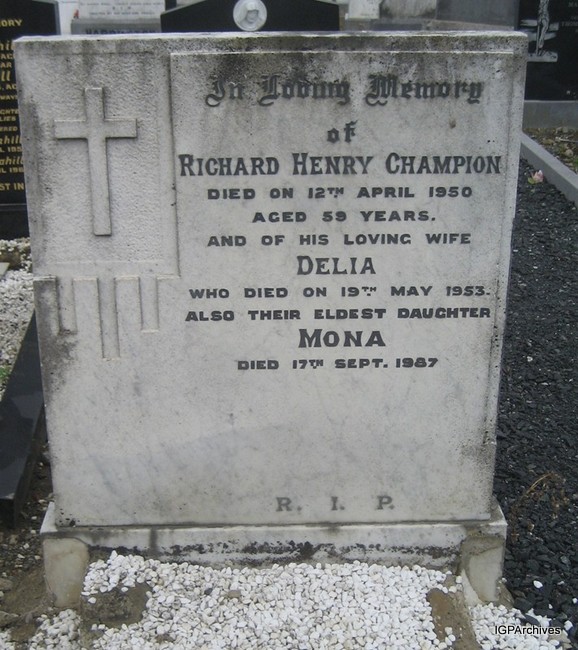 In Loving Memory
of
RICHARD HENRY CHAMPION
DIED ON 12TH APRIL 1950
AGED 59 YEARS.
AND OF HIS LOVING WIFE
DELIA
WHO DIED ON 19TH MAY 1953.
ALSO THEIR ELDEST DAUGHTER
MONA
DIED 17TH SEPT. 1987
R. I. P.
IGPArchives